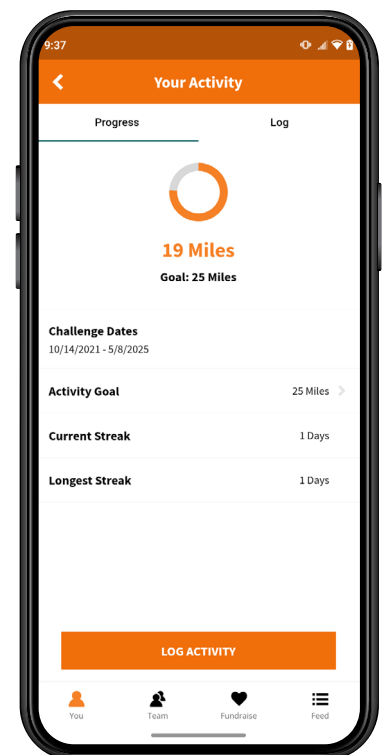 9:37
Your Activity
Progress Log
19 Miles
Goal: 25 Miles
Challenge Dates
10/14/2021 - 5/8/2025
Activity Goal 25 Miles
Current Streak 1 Days
Longest Streak 1 Days
LOG ACTIVITY
You Team Fundraise Feed